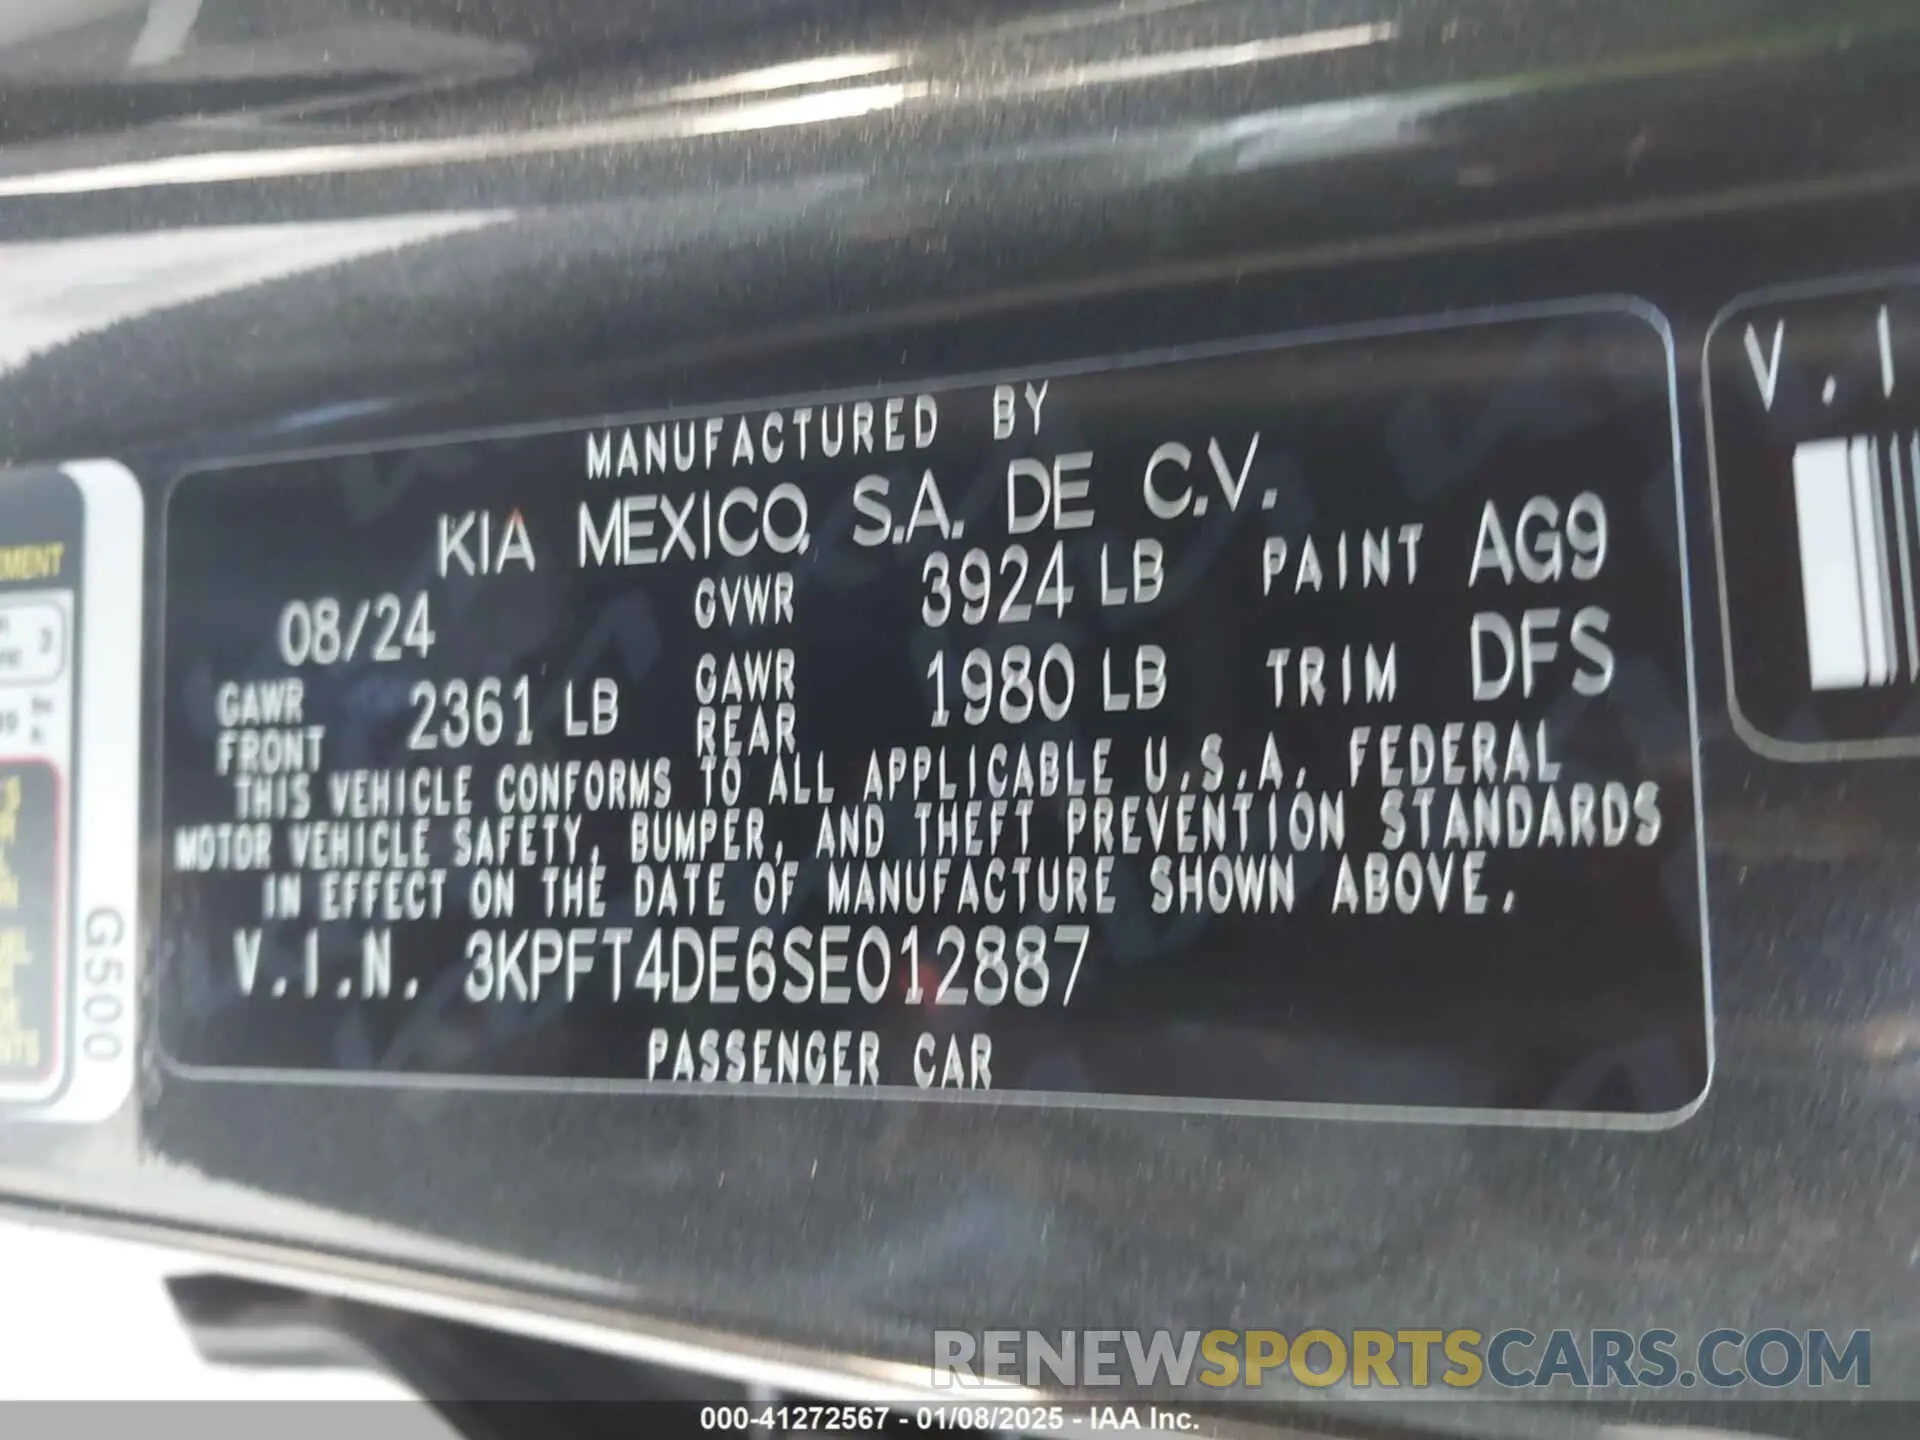 MANUFACTURED BY
KIA MEXICO, S.A. DE C.V.
08/24 GVWR 3924 LB PAINT AG9
GAWR FRONT 2361 LB GAWR REAR 1980 LB TRIM DFS
THIS VEHICLE CONFORMS TO ALL APPLICABLE U.S.A. FEDERAL
MOTOR VEHICLE SAFETY, BUMPER, AND THEFT PREVENTION STANDARDS
IN EFFECT ON THE DATE OF MANUFACTURE SHOWN ABOVE.
V.I.N. 3KPFT4DE6SE012887
PASSENGER CAR
G500
V.I
RENEWSPORTSCARS.COM
000-41272567 - 01/08/2025 - IAA Inc.